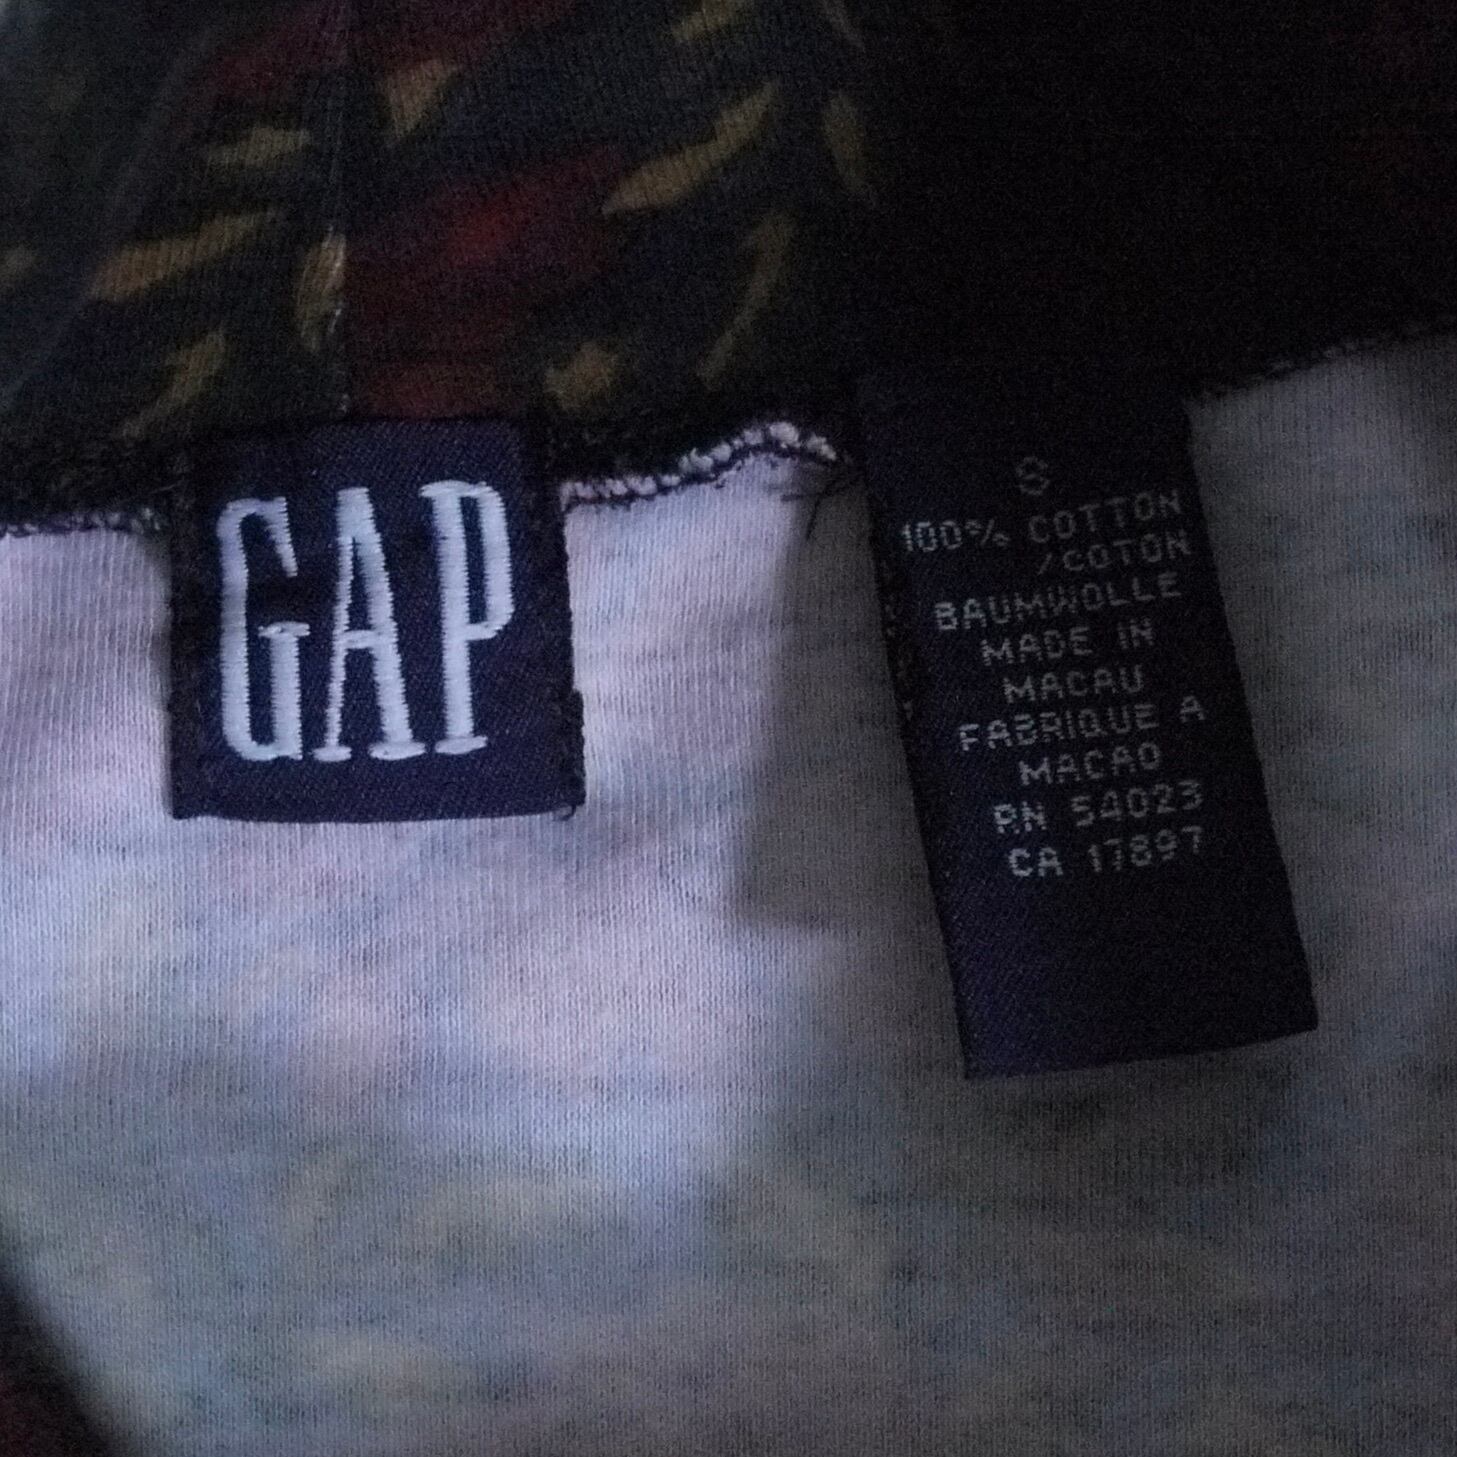 GAP
S
100% COTTON
/COTON
BAUMWOLLE
MADE IN
MACAU
FABRIQUE A
MACAO
RN 54023
CA 17897